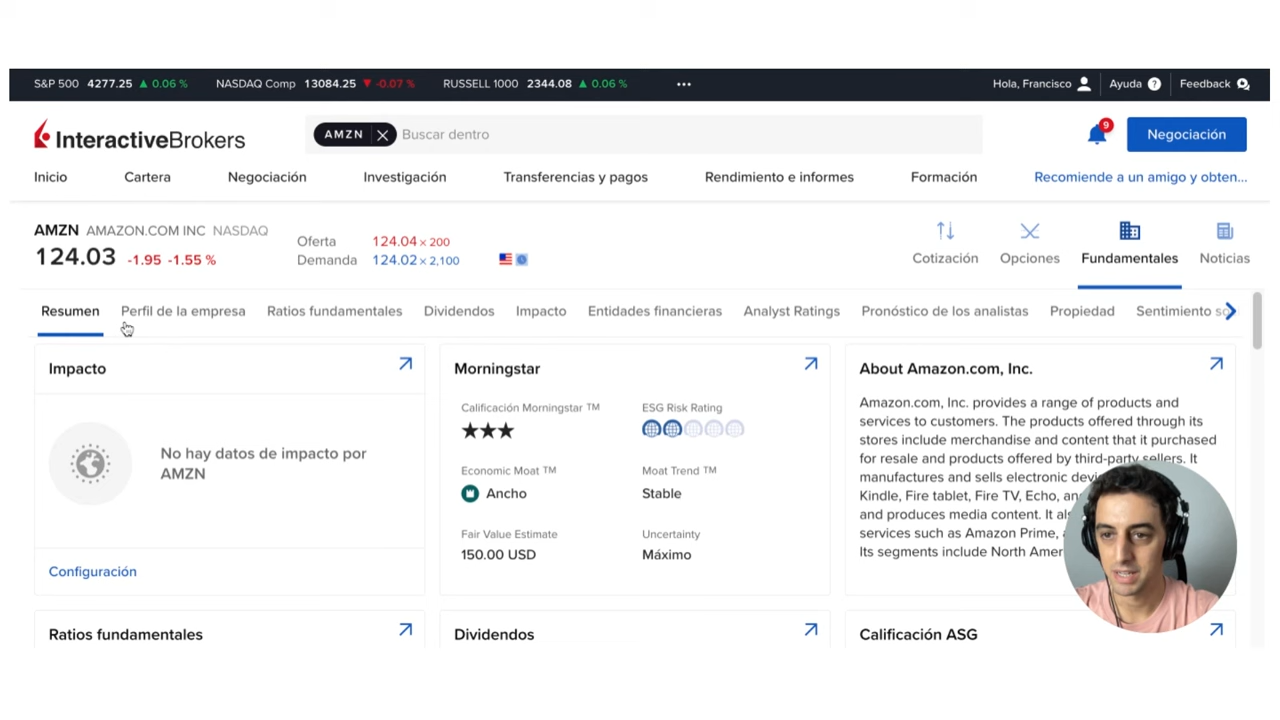 S&P 500 4277.25 ▲ 0.06 % NASDAQ Comp 13084.25 ▼ -0.07 % RUSSELL 1000 2344.08 ▲ 0.06 % ••• Hola, Francisco Ayuda ? Feedback
InteractiveBrokers AMZN Buscar dentro 9 Negociación
Inicio Cartera Negociación Investigación Transferencias y pagos Rendimiento e informes Formación Recomiende a un amigo y obten...
AMZN AMAZON.COM INC NASDAQ
124.03 -1.95 -1.55 %
Oferta 124.04 × 200
Demanda 124.02 × 2,100
Cotización Opciones Fundamentales Noticias
Resumen Perfil de la empresa Ratios fundamentales Dividendos Impacto Entidades financieras Analyst Ratings Pronóstico de los analistas Propiedad Sentimiento
Impacto
No hay datos de impacto por
AMZN
Configuración
Morningstar
Calificación Morningstar ™ ESG Risk Rating
★★★
Economic Moat ™ Moat Trend ™
Ancho Stable
Fair Value Estimate Uncertainty
150.00 USD Máximo
About Amazon.com, Inc.
Amazon.com, Inc. provides a range of products and
services to customers. The products offered through its
stores include merchandise and content that it purchased
for resale and products offered by third-party sellers. It
manufactures and sells electronic
Kindle, Fire tablet, Fire TV, Echo,
and produces media content. It
services such as Amazon Prime,
Its segments include North
Ratios fundamentales
Dividendos
Calificación ASG